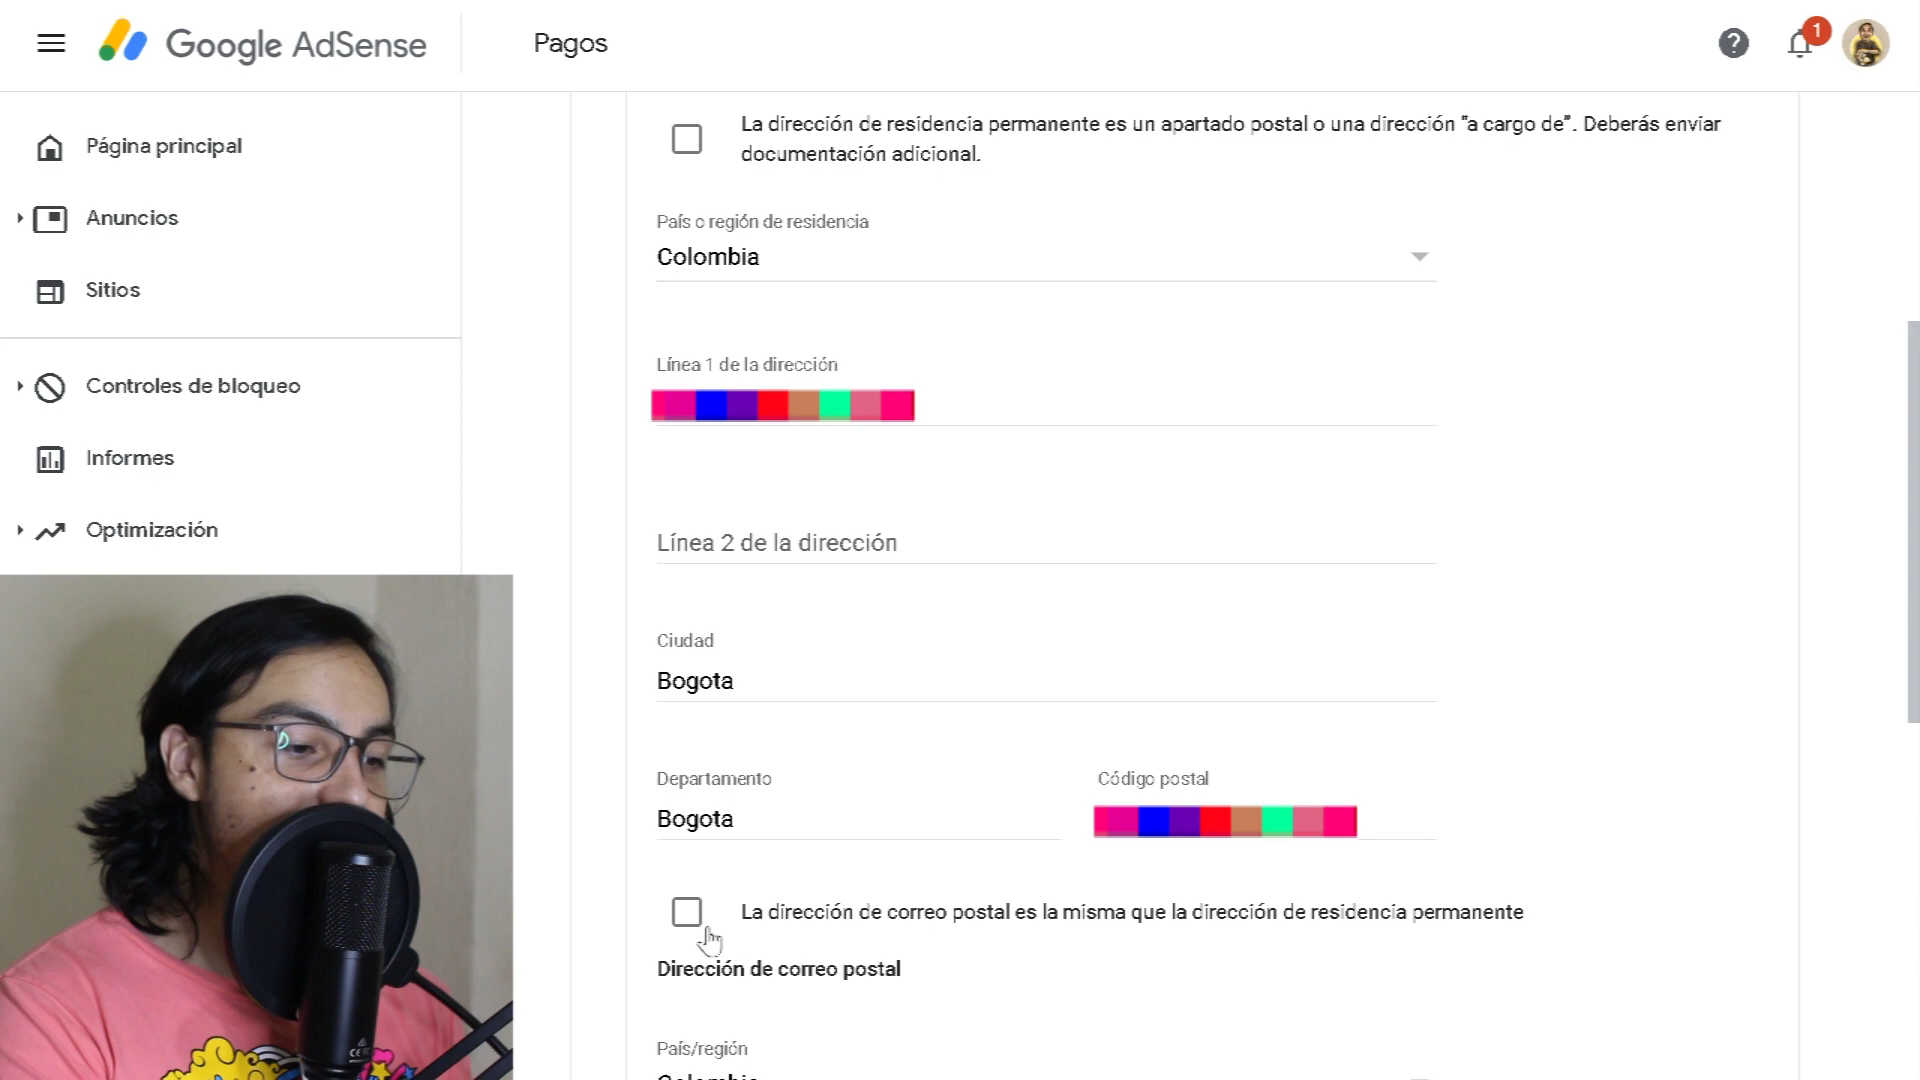 Google AdSense
Pagos
1
Página principal
Anuncios
Sitios
Controles de bloqueo
Informes
Optimización
La dirección de residencia permanente es un apartado postal o una dirección "a cargo de". Deberás enviar
documentación adicional.
País o región de residencia
Colombia
Línea 1 de la dirección
Línea 2 de la dirección
Ciudad
Bogota
Departamento
Código postal
Bogota
La dirección de correo postal es la misma que la dirección de residencia permanente
Dirección de correo postal
País/región
Colombia